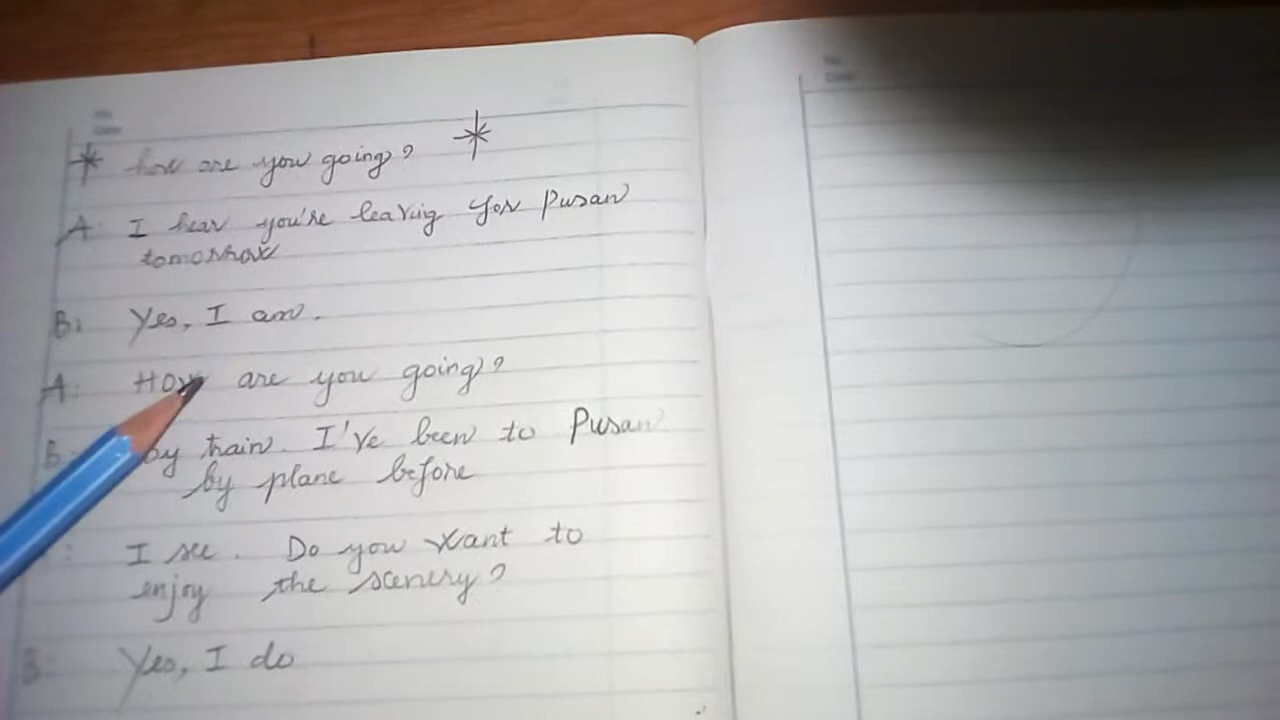 * how are you going? *
A: I hear you're leaving for Pusan
tomorrow
B: Yes, I am.
A: How are you going?
B: By train. I've been to Pusan
by plane before
: I see. Do you want to
enjoy the scenery?
B: Yes, I do